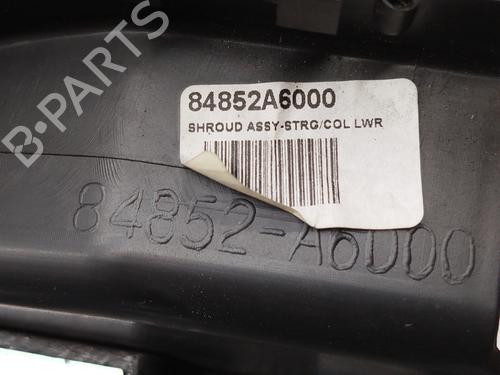 84852A6000
SHROUD ASSY-STRG/COL LWR
84852-A6000
B-PARTS